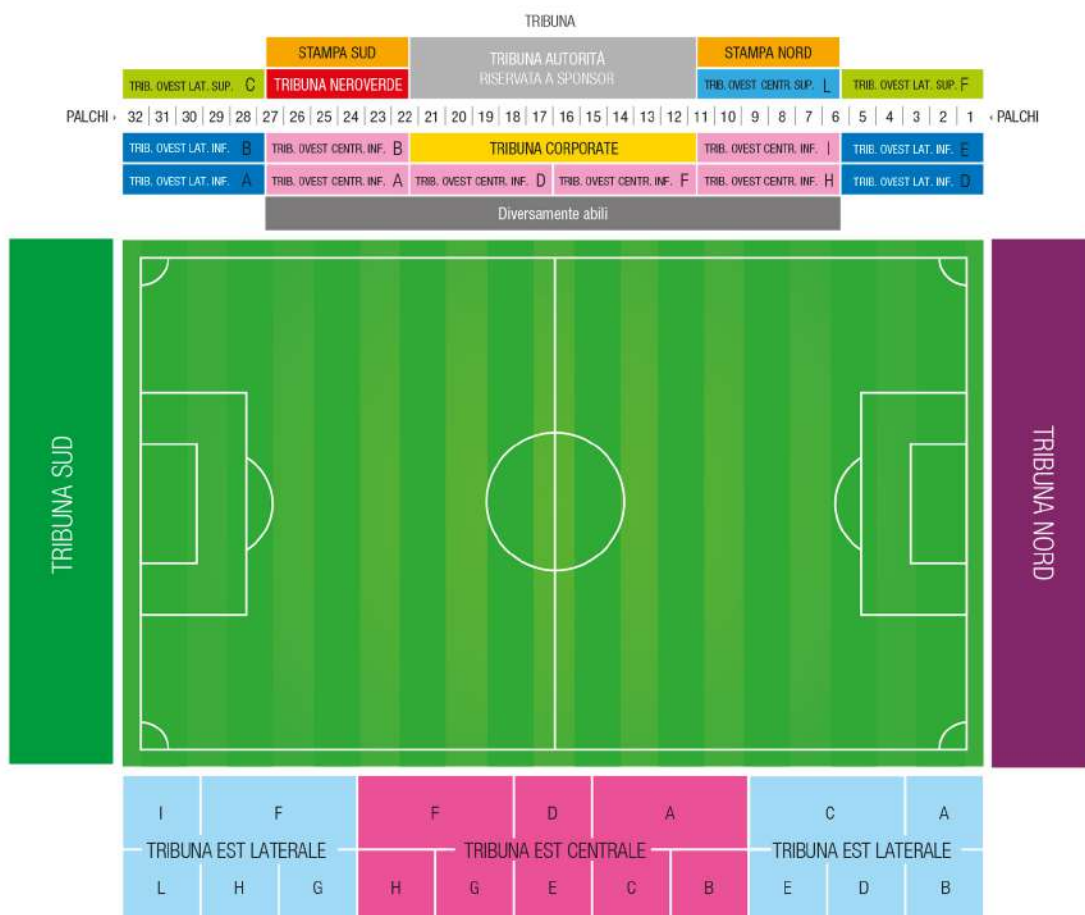 TRIBUNA
STAMPA SUD
TRIBUNA AUTORITÀ
RISERVATA A SPONSOR
STAMPA NORD
TRIB. OVEST LAT. SUP. C
TRIBUNA NEROVERDE
TRIB. OVEST CENTR. SUP. L
TRIB. OVEST LAT. SUP. F
PALCHI 32 31 30 29 28 27 26 25 24 23 22 21 20 19 18 17 16 15 14 13 12 11 10 9 8 7 6 5 4 3 2 1 PALCHI
TRIB. OVEST LAT. INF. B
TRIB. OVEST CENTR. INF. B
TRIBUNA CORPORATE
TRIB. OVEST CENTR. INF. I
TRIB. OVEST LAT. INF. E
TRIB. OVEST LAT. INF. A
TRIB. OVEST CENTR. INF. A
TRIB. OVEST CENTR. INF. D
TRIB. OVEST CENTR. INF. F
TRIB. OVEST CENTR. INF. H
TRIB. OVEST LAT. INF. D
Diversamente abili
TRIBUNA SUD
TRIBUNA NORD
I F F D A C A
TRIBUNA EST LATERALE
TRIBUNA EST CENTRALE
TRIBUNA EST LATERALE
L H G H G E C B E D B